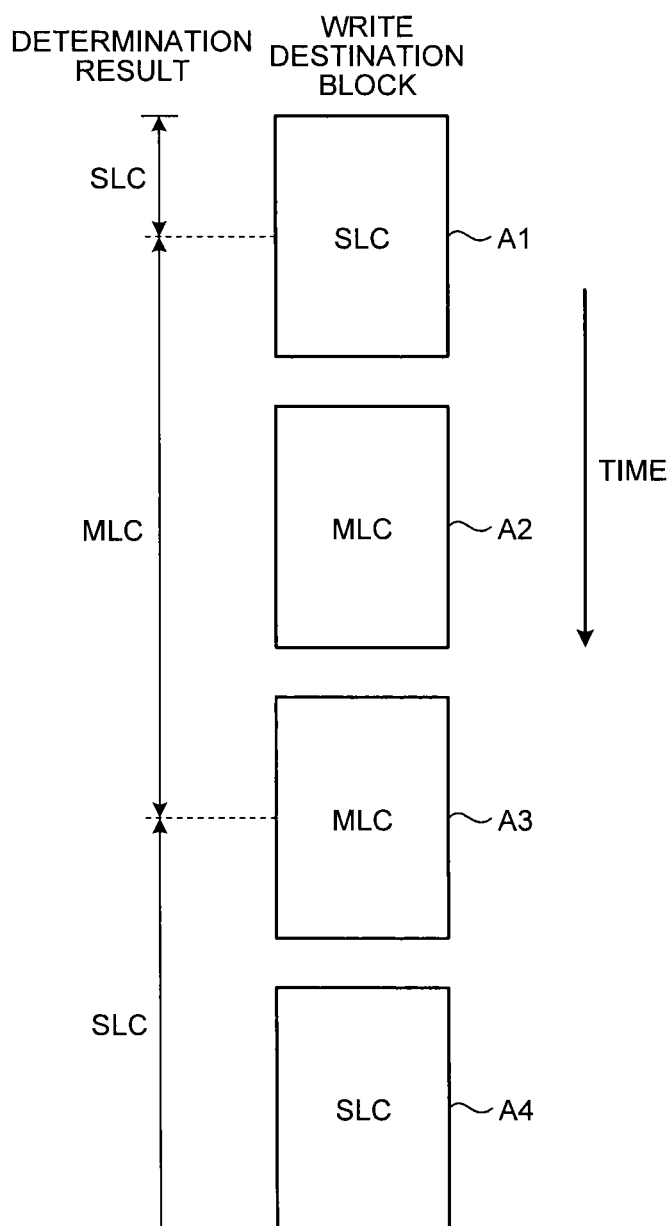 DETERMINATION
RESULT
WRITE
DESTINATION
BLOCK
SLC
SLC
A1
TIME
MLC
MLC
A2
MLC
A3
SLC
SLC
A4